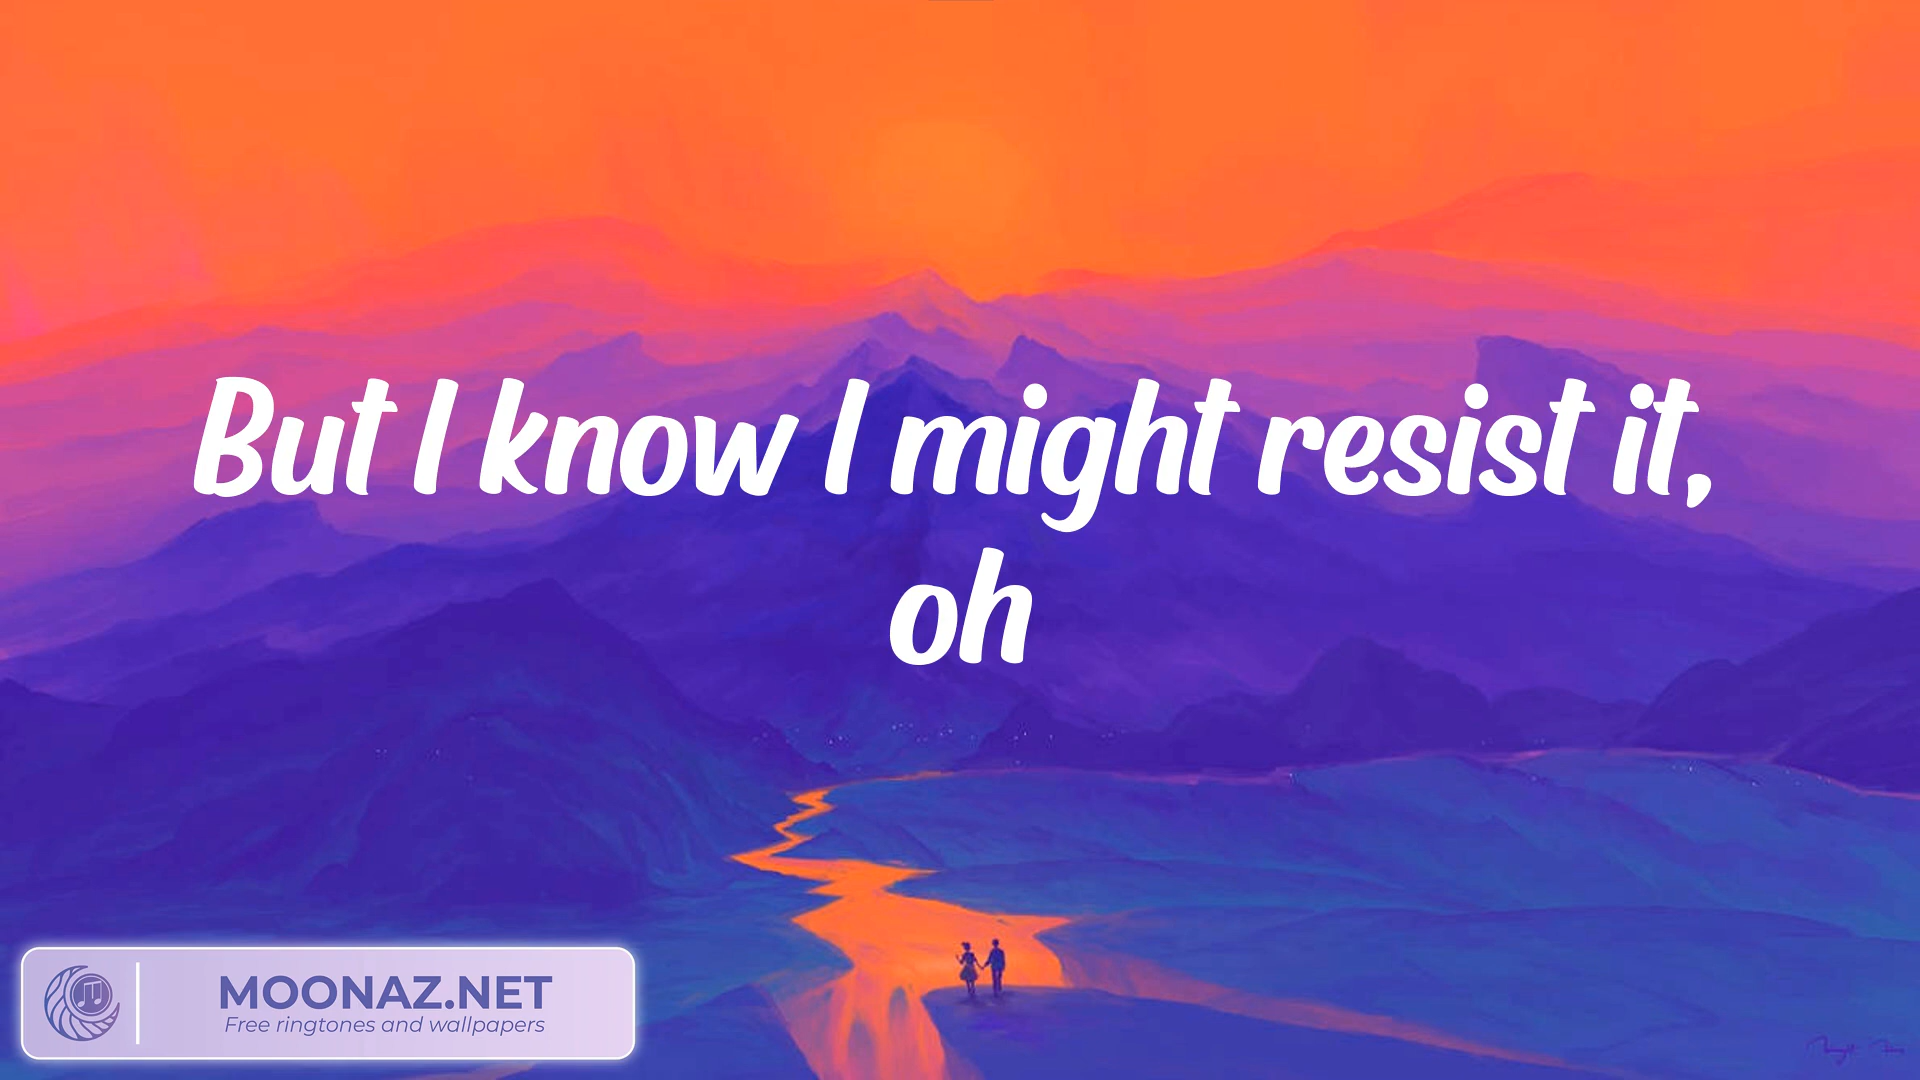 But I know I might resist it,
oh
MOONAZ.NET
Free ringtones and wallpapers